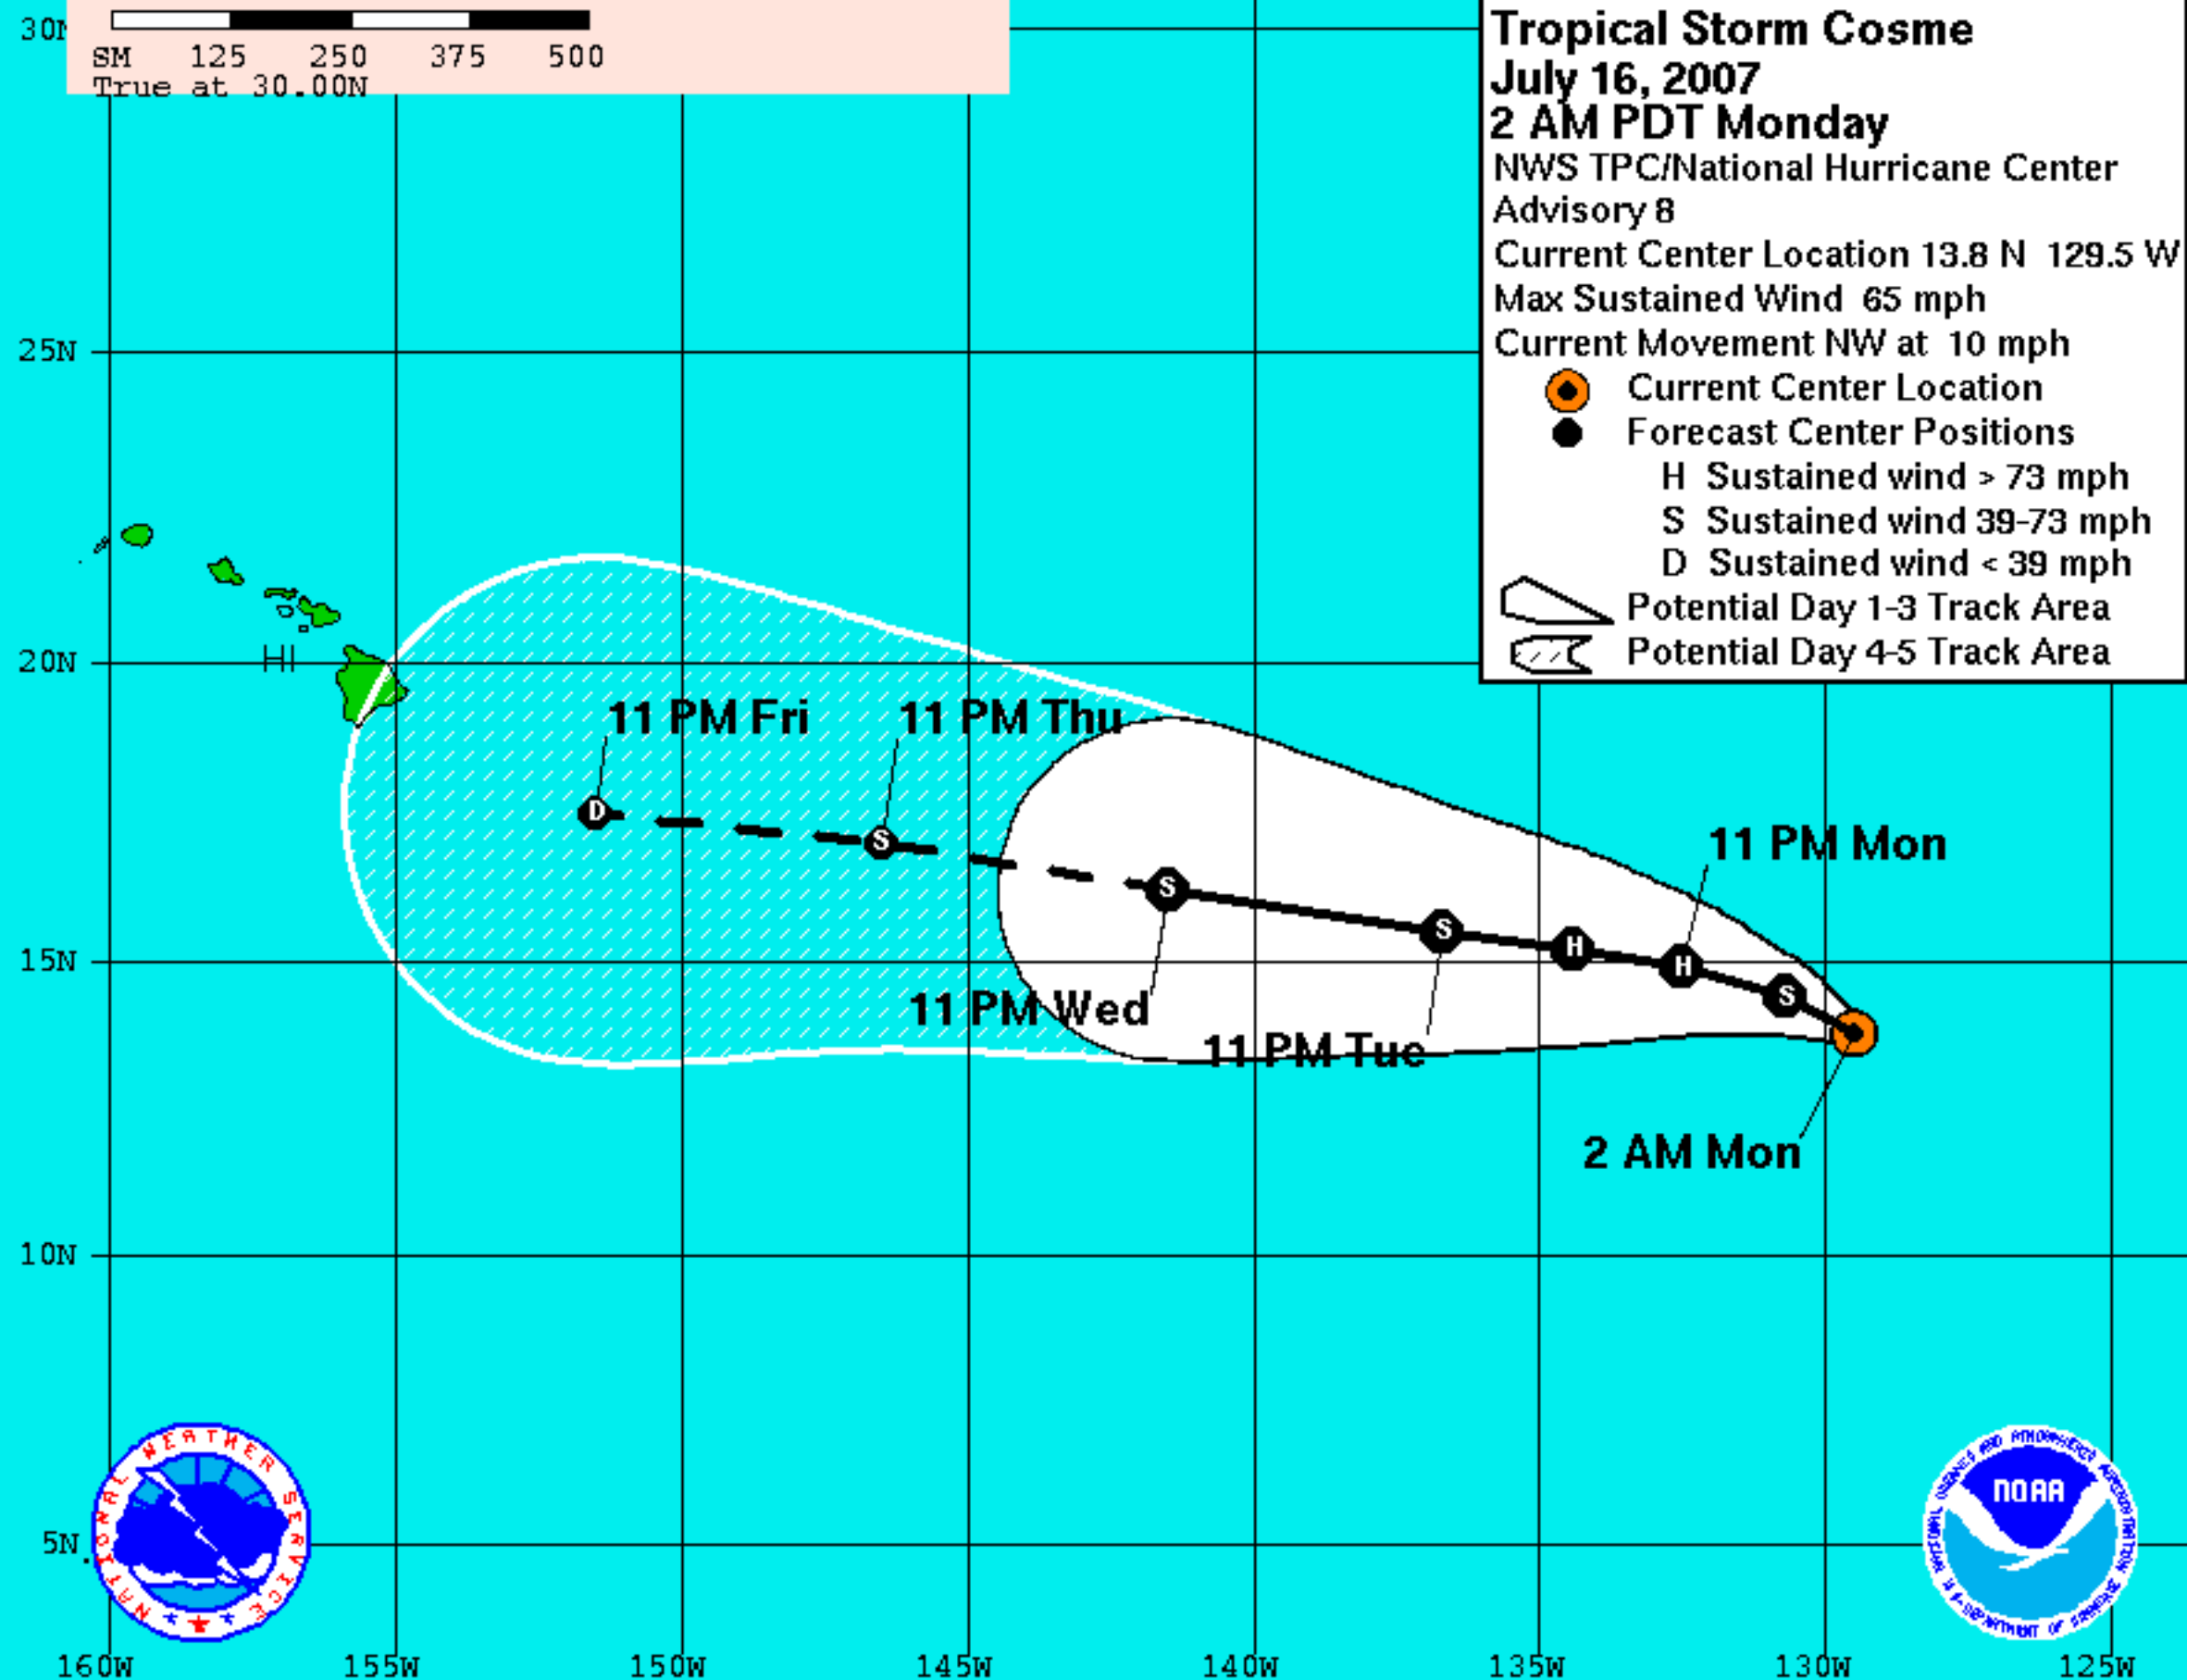 30N
SM 125 250 375 500
True at 30.00N
Tropical Storm Cosme
July 16, 2007
2 AM PDT Monday
NWS TPC/National Hurricane Center
Advisory 8
Current Center Location 13.8 N 129.5 W
Max Sustained Wind 65 mph
Current Movement NW at 10 mph
Current Center Location
Forecast Center Positions
H Sustained wind > 73 mph
S Sustained wind 39-73 mph
D Sustained wind < 39 mph
Potential Day 1-3 Track Area
Potential Day 4-5 Track Area
25N
20N
HI
11 PM Fri
11 PM Thu
11 PM Mon
D
S
S
S
H
H
S
15N
11 PM Wed
11 PM Tue
2 AM Mon
10N
5N
NATIONAL WEATHER SERVICE
NOAA
160W 155W 150W 145W 140W 135W 130W 125W